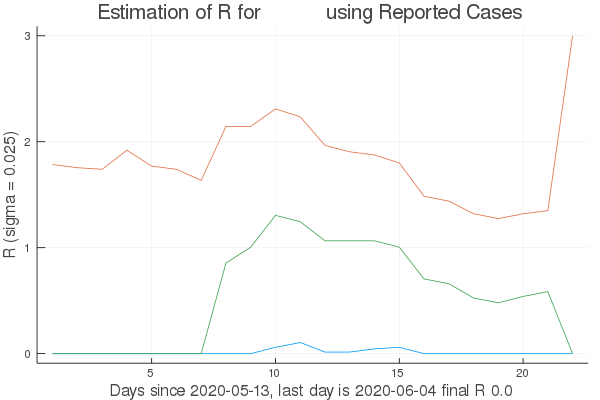 Estimation of R for using Reported Cases
3
2
1
0
R (sigma = 0.025)
5
10
15
20
Days since 2020-05-13, last day is 2020-06-04 final R 0.0